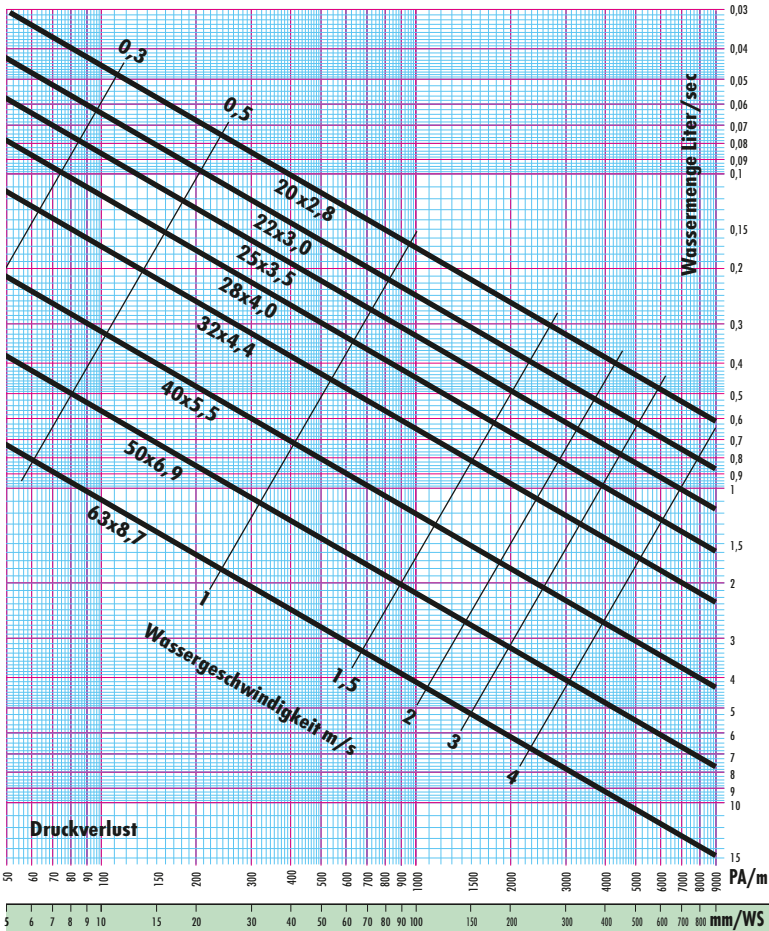 0,03
0,04
0,05
0,06
0,07
0,08
0,09
0,1
0,15
0,2
0,3
0,4
0,5
0,6
0,7
0,8
0,9
1
1,5
2
3
4
5
6
7
8
9
10
15
Wassermenge Liter/sec
0,3
0,5
20x2,8
22x3,0
25x3,5
28x4,0
32x4,4
40x5,5
50x6,9
63x8,7
1
1,5
2
3
4
Wassergeschwindigkeit m/s
Druckverlust
50 60 70 80 90 100 150 200 300 400 500 600 700 800 900 1000 1500 2000 3000 4000 5000 6000 7000 8000 9000 PA/m
5 6 7 8 9 10 15 20 30 40 50 60 70 80 90 100 150 200 300 400 500 600 700 800 mm/WS